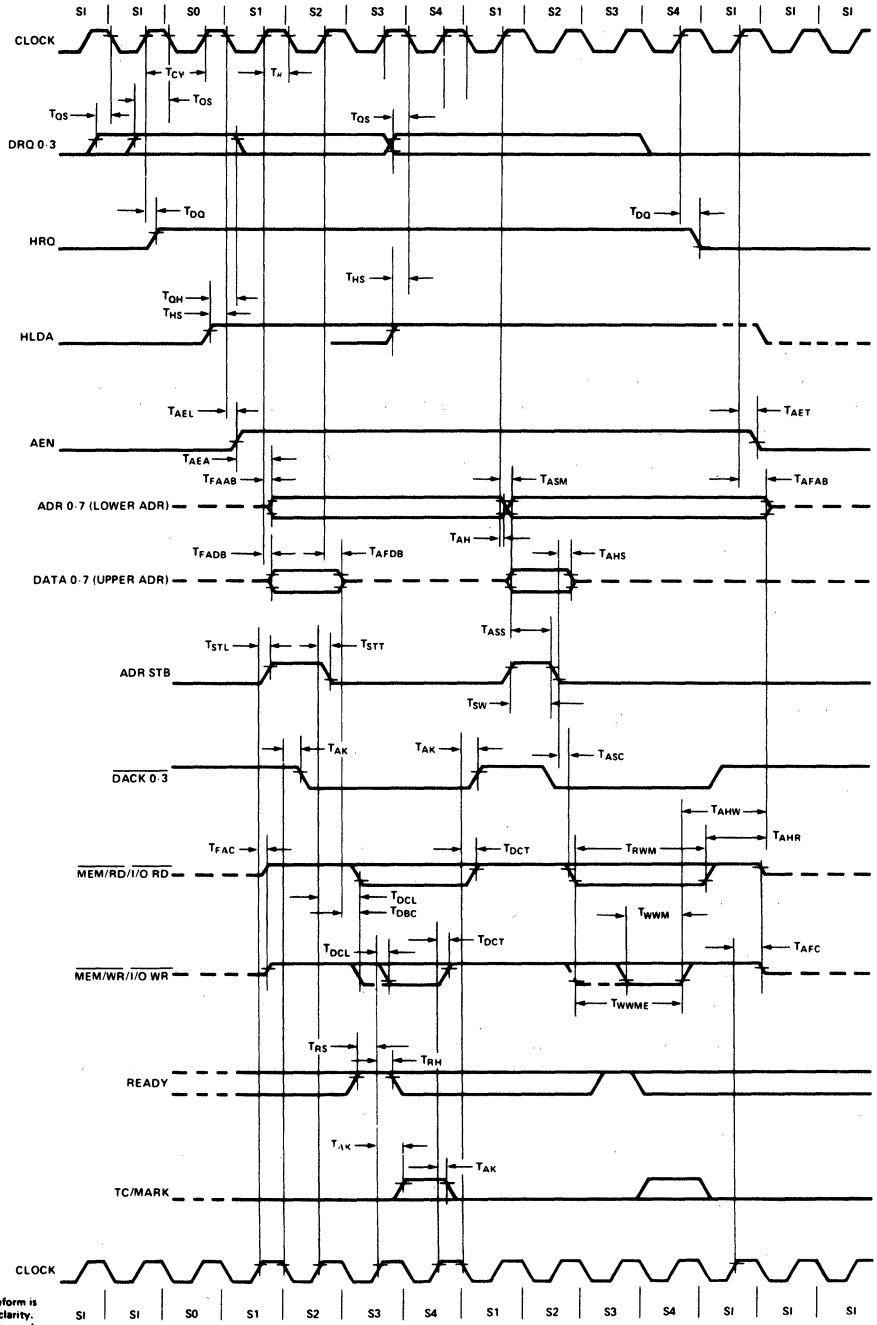 SI SI S0 S1 S2 S3 S4 S1 S2 S3 S4 SI SI SI
CLOCK
TCY Tθ
TQS TQS TQS
DRQ 0-3
TDQ TDQ
HRQ
THS
TQH
THS
HLDA
TAEL TAET
AEN
TAEA
TFAAB TASM TAFAB
ADR 0-7 (LOWER ADR)
TAH
TFADB TAFDB TAHS
DATA 0-7 (UPPER ADR)
TASS
TSTL TSTT
ADR STB
TSW
TAK TAK TASC
DACK 0-3
TAHW
TAHR
TFAC TDCT TRWM
MEM/RD/I/O RD
TDCL
TDBC
TWWM
TDCL TDCT TAFC
MEM/WR/I/O WR
TWWME
TRS
TRH
READY
TAK
TAK
TC/MARK
CLOCK
eform is
clarity.
SI SI S0 S1 S2 S3 S4 S1 S2 S3 S4 SI SI SI